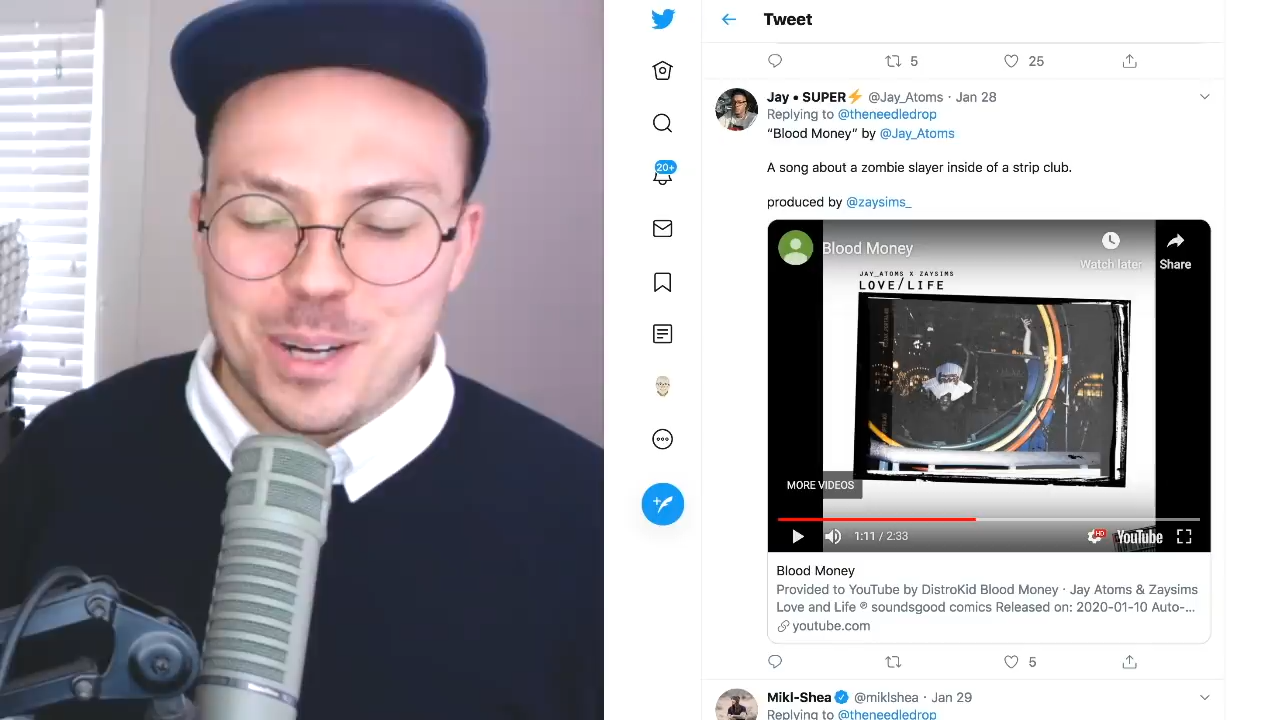 Tweet
5
25
Jay • SUPER⚡ @Jay_Atoms · Jan 28
Replying to @theneedledrop
“Blood Money” by @Jay_Atoms
20+
A song about a zombie slayer inside of a strip club.
produced by @zaysims_
Blood Money
Watch later
Share
JAY_ATOMS X ZAYSIMS
LOVE/LIFE
MORE VIDEOS
1:11 / 2:33
HD
YouTube
Blood Money
Provided to YouTube by DistroKid Blood Money · Jay Atoms & Zaysims
Love and Life ℗ soundsgood comics Released on: 2020-01-10 Auto-...
youtube.com
5
Mikl-Shea @miklshea · Jan 29
Replying to @theneedledrop